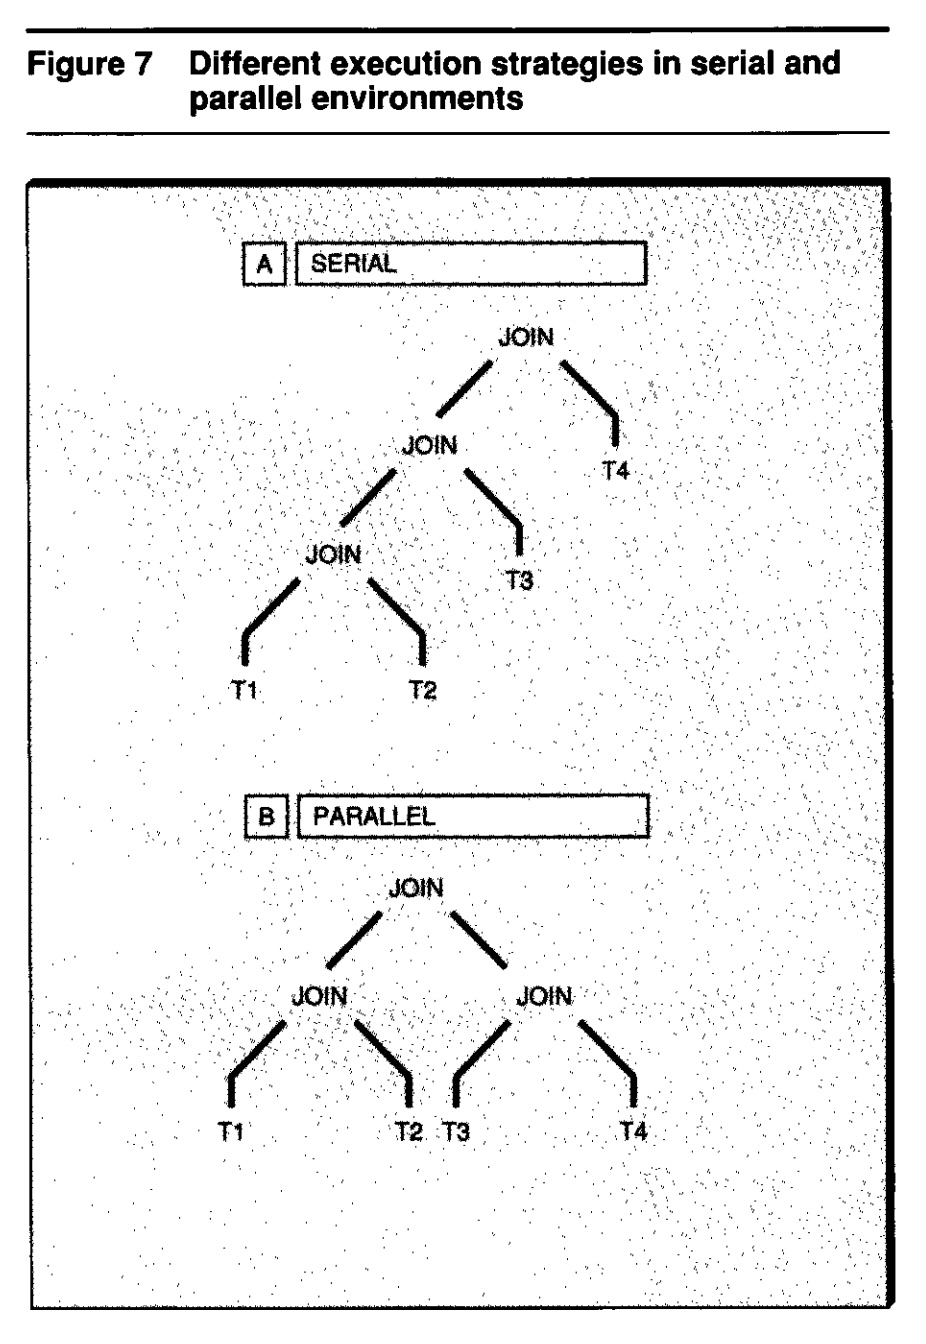 Figure 7 Different execution strategies in serial and
parallel environments
A SERIAL
JOIN
JOIN
T4
JOIN
T3
T1 T2
B PARALLEL
JOIN
JOIN JOIN
T1 T2 T3 T4